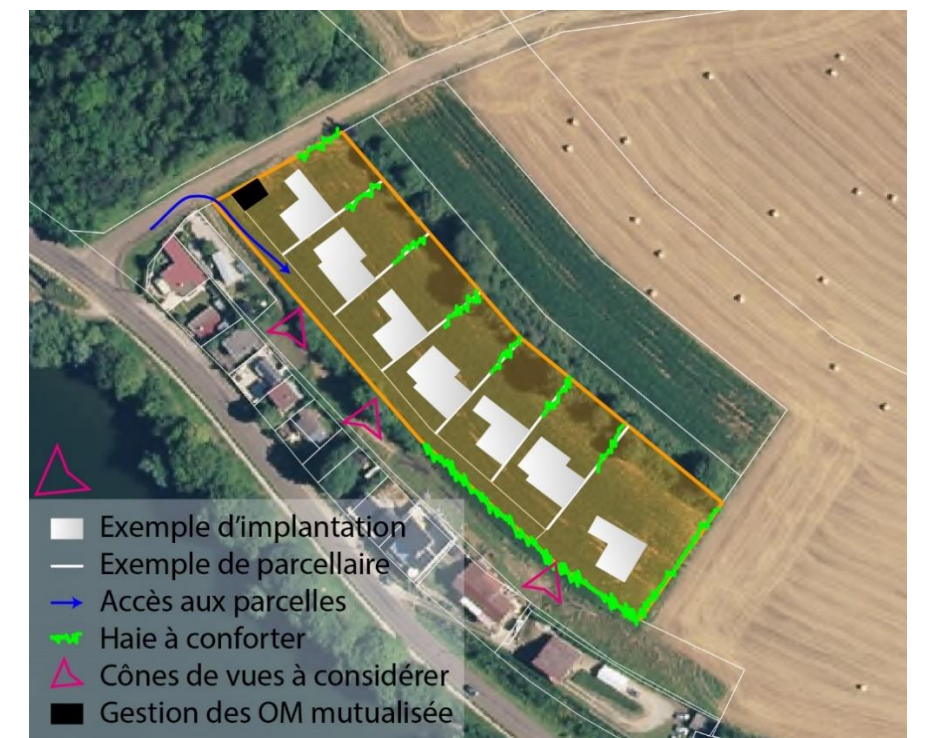 Exemple d’implantation
Exemple de parcellaire
Accès aux parcelles
Haie à conforter
Cônes de vues à considérer
Gestion des OM mutualisée